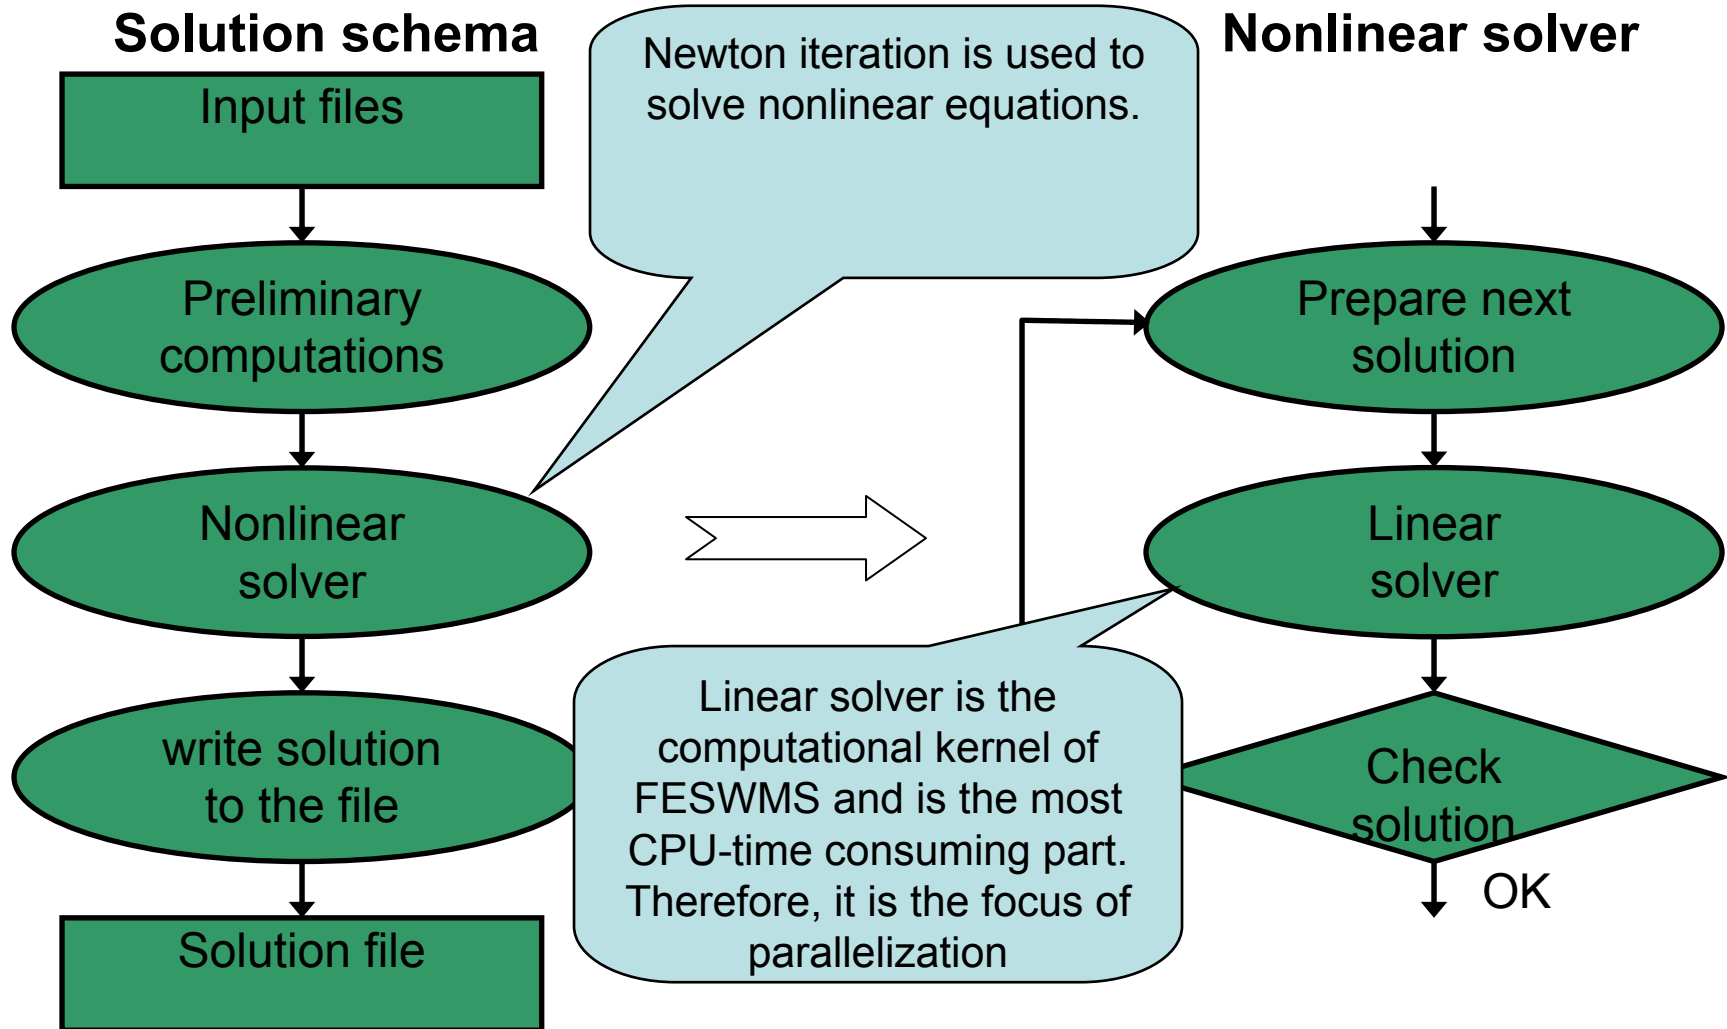 Solution schema
Input files
Preliminary
computations
Nonlinear
solver
write solution
to the file
Solution file
Newton iteration is used to
solve nonlinear equations.
Nonlinear solver
Prepare next
solution
Linear
solver
Check
solution
OK
Linear solver is the
computational kernel of
FESWMS and is the most
CPU-time consuming part.
Therefore, it is the focus of
parallelization